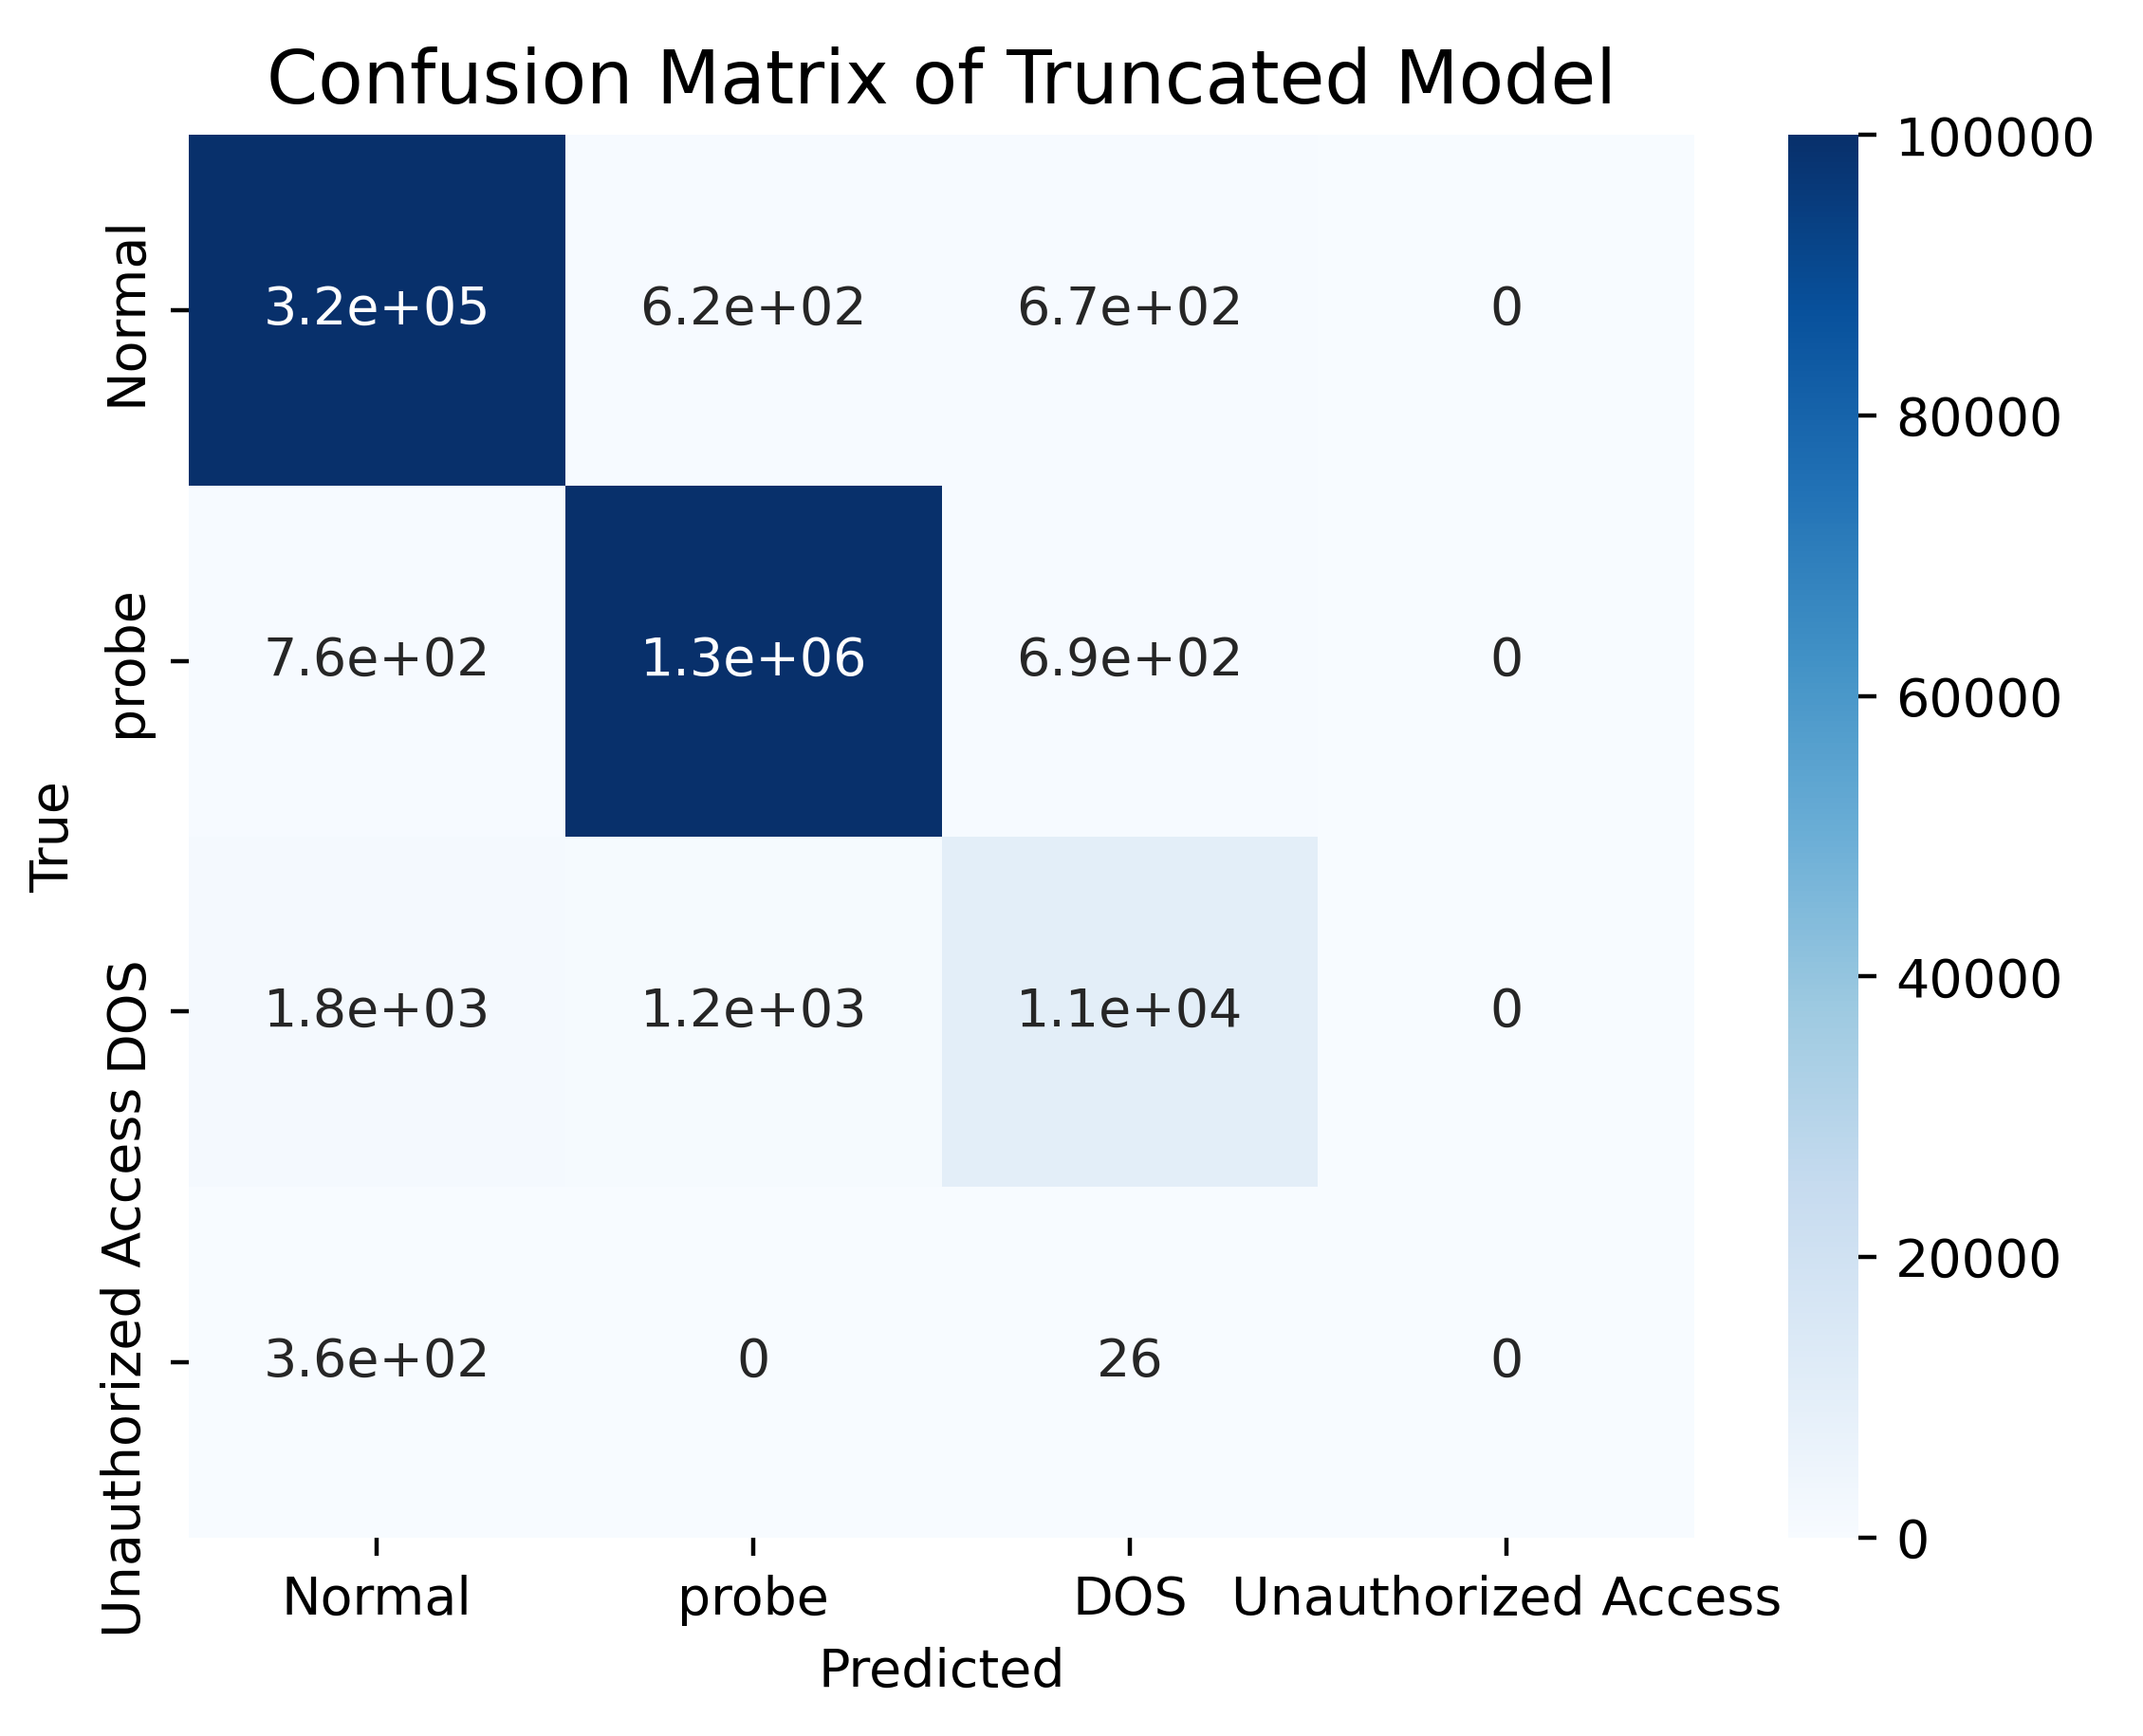 Confusion Matrix of Truncated Model
Normal
3.2e+05 6.2e+02 6.7e+02 0
probe
7.6e+02 1.3e+06 6.9e+02 0
True
DOS
1.8e+03 1.2e+03 1.1e+04 0
Unauthorized Access
3.6e+02 0 26 0
Normal probe DOS Unauthorized Access
Predicted
100000
80000
60000
40000
20000
0